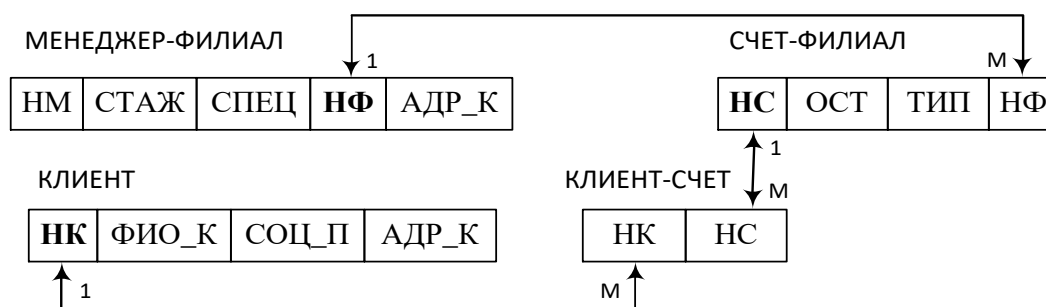 МЕНЕДЖЕР-ФИЛИАЛ
1
НМ СТАЖ СПЕЦ НФ АДР_К
СЧЕТ-ФИЛИАЛ
М
НС ОСТ ТИП НФ
1
КЛИЕНТ
НК ФИО_К СОЦ_П АДР_К
1
КЛИЕНТ-СЧЕТ
М
НК НС
М